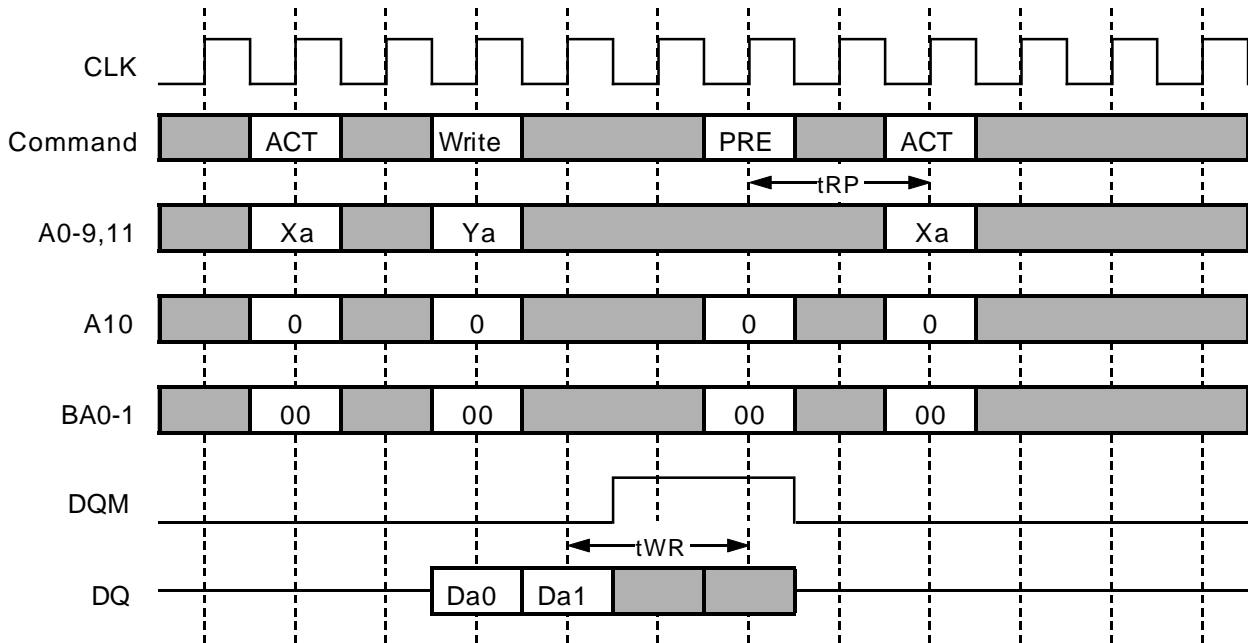 CLK
Command ACT Write PRE ACT
tRP
A0-9,11 Xa Ya Xa
A10 0 0 0 0
BA0-1 00 00 00 00
DQM
tWR
DQ Da0 Da1